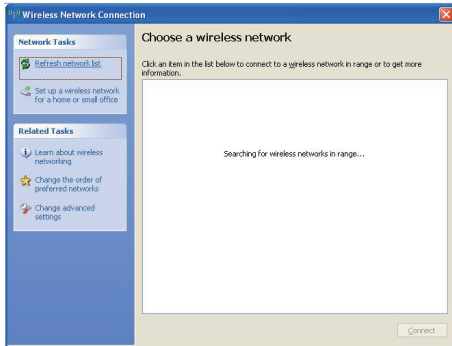 Wireless Network Connection
Network Tasks
Refresh network list
Set up a wireless network
for a home or small office
Related Tasks
Learn about wireless
networking
Change the order of
preferred networks
Change advanced
settings
Choose a wireless network
Click an item in the list below to connect to a wireless network in range or to get more
information.
Searching for wireless networks in range...
Connect